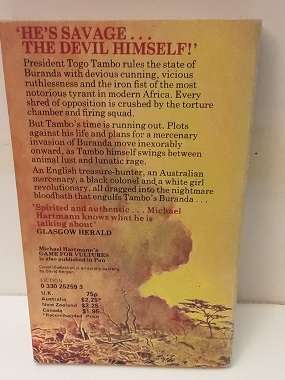 'HE'S SAVAGE...
THE DEVIL HIMSELF!'
President Togo Tambo rules the state of
Buranda with devious cunning, vicious
ruthlessness and the iron fist of the most
notorious tyrant in modern Africa. Every
shred of opposition is crushed by the torture
chamber and firing squad.
But Tambo's time is running out. Plots
against his life and plans for a mercenary
invasion of Buranda move inexorably
onward, as Tambo himself swings between
animal lust and lunatic rage.
An English treasure-hunter, an Australian
mercenary, a black colonel and a white girl
revolutionary, all dragged into the nightmare
bloodbath that engulfs Tambo's Buranda...
'Spirited and authentic... Michael
Hartmann knows what he is
talking about'
GLASGOW HERALD
Michael Hartmann's
GAME FOR VULTURES
is also published in Pan
FICTION
0 330 25259 3
U.K. 75p
Australia $2.25*
New Zealand $2.25
Canada $1.95
*Recommended Price